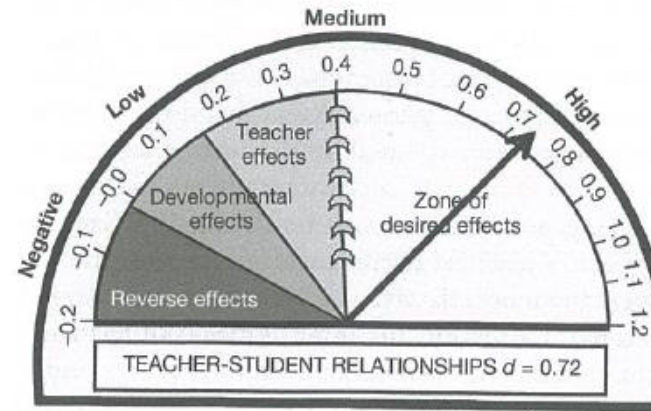 Medium
Low
High
Negative
-0.2
-0.1
-0.0
0.1
0.2
0.3
0.4
0.5
0.6
0.7
0.8
0.9
1.0
1.1
1.2
Teacher
effects
Developmental
effects
Reverse effects
Zone of
desired effects
TEACHER-STUDENT RELATIONSHIPS d = 0.72